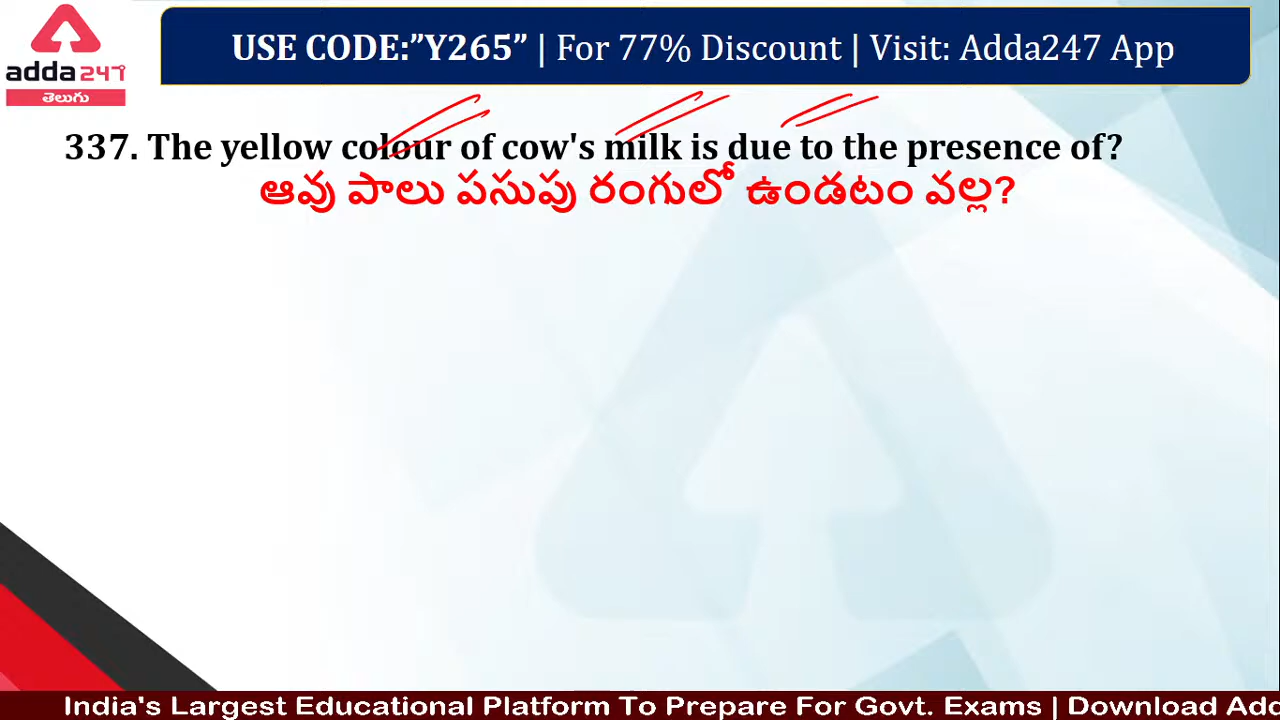 USE CODE:”Y265” | For 77% Discount | Visit: Adda247 App
adda247
తెలుగు
337. The yellow colour of cow's milk is due to the presence of?
ఆవు పాలు పసుపు రంగులో ఉండటం వల్ల?
India's Largest Educational Platform To Prepare For Govt. Exams | Download Add